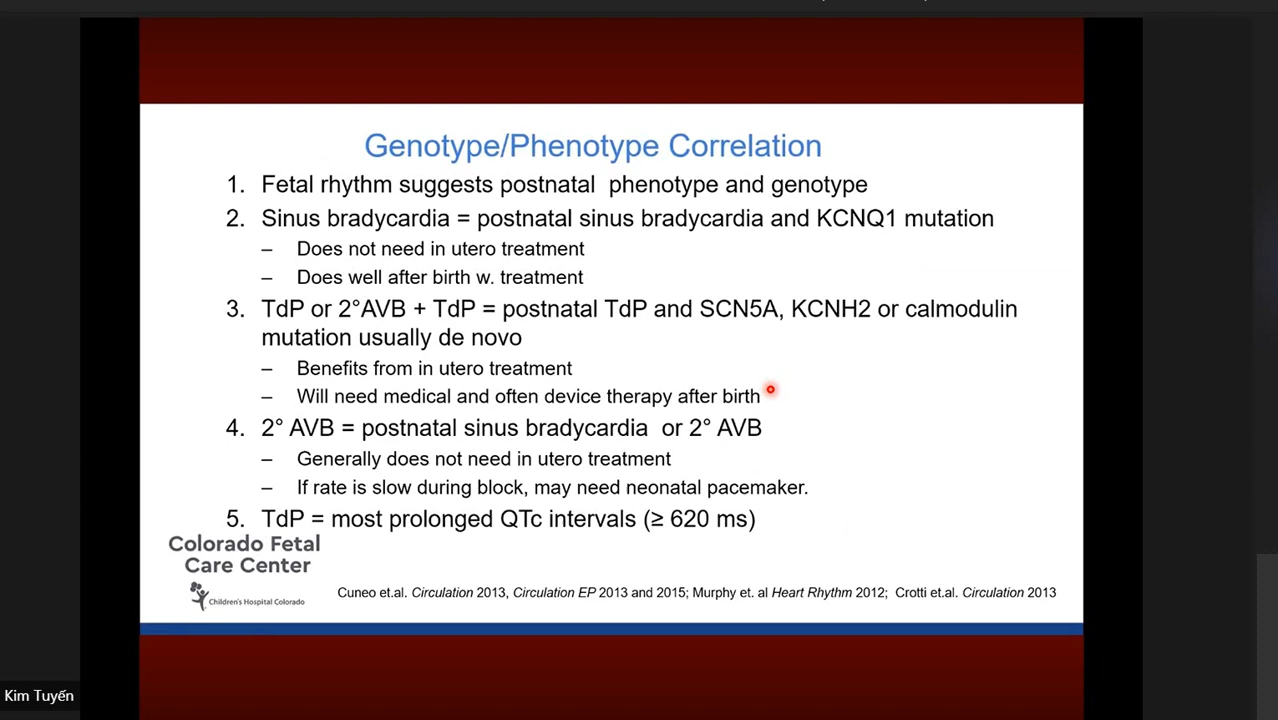 Genotype/Phenotype Correlation
1. Fetal rhythm suggests postnatal phenotype and genotype
2. Sinus bradycardia = postnatal sinus bradycardia and KCNQ1 mutation
– Does not need in utero treatment
– Does well after birth w. treatment
3. TdP or 2°AVB + TdP = postnatal TdP and SCN5A, KCNH2 or calmodulin
mutation usually de novo
– Benefits from in utero treatment
– Will need medical and often device therapy after birth
4. 2° AVB = postnatal sinus bradycardia or 2° AVB
– Generally does not need in utero treatment
– If rate is slow during block, may need neonatal pacemaker.
5. TdP = most prolonged QTc intervals (≥ 620 ms)
Colorado Fetal
Care Center
Children's Hospital Colorado
Cuneo et.al. Circulation 2013, Circulation EP 2013 and 2015; Murphy et. al Heart Rhythm 2012; Crotti et.al. Circulation 2013
Kim Tuyến